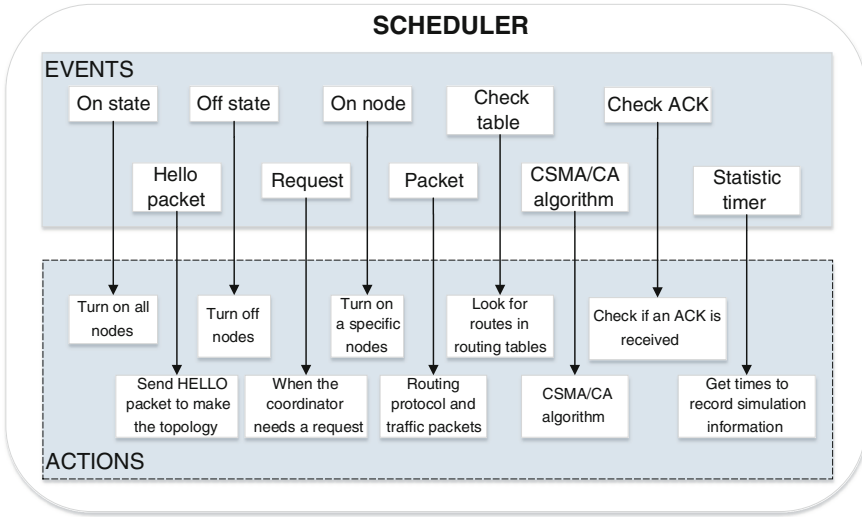 SCHEDULER
EVENTS
On state
Off state
On node
Check
table
Check ACK
Hello
packet
Request
Packet
CSMA/CA
algorithm
Statistic
timer
Turn on all
nodes
Turn off
nodes
Turn on
a specific
nodes
Look for
routes in
routing tables
Check if an ACK is
received
Send HELLO
packet to make
the topology
When the
coordinator
needs a request
Routing
protocol and
traffic packets
CSMA/CA
algorithm
Get times to
record simulation
information
ACTIONS